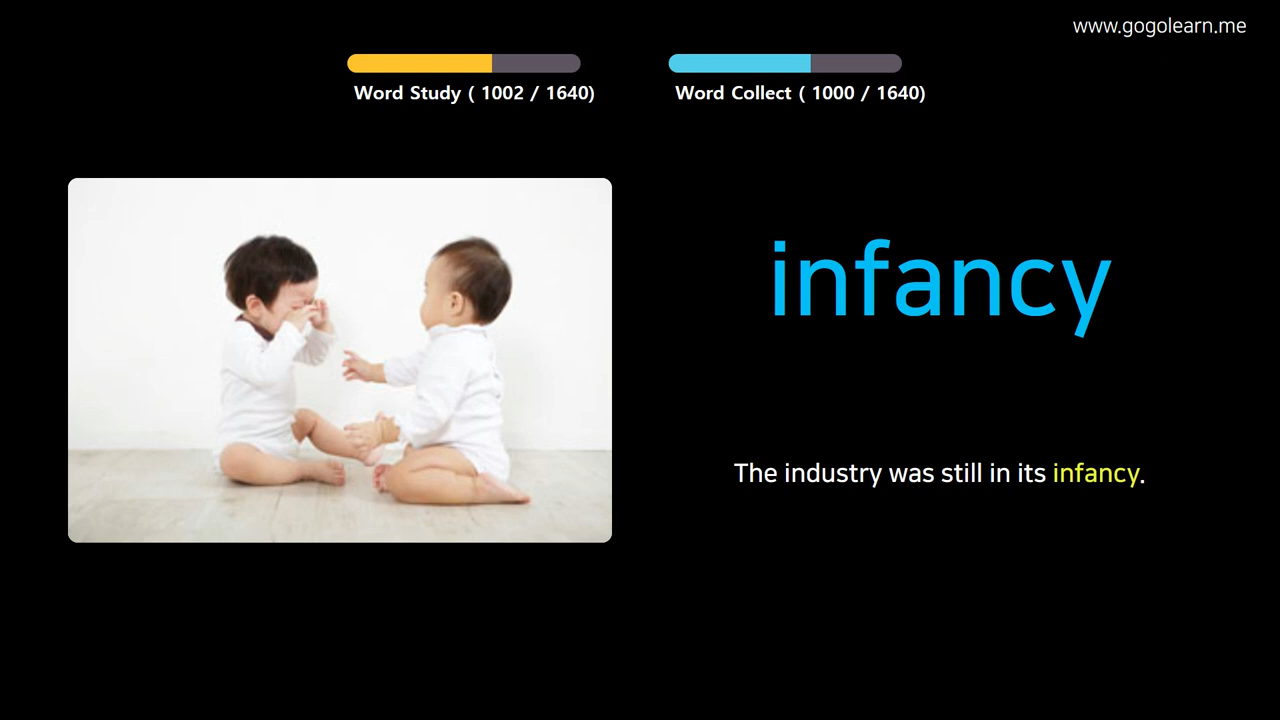 www.gogolearn.me
Word Study ( 1002 / 1640)
Word Collect ( 1000 / 1640)
infancy
The industry was still in its infancy.